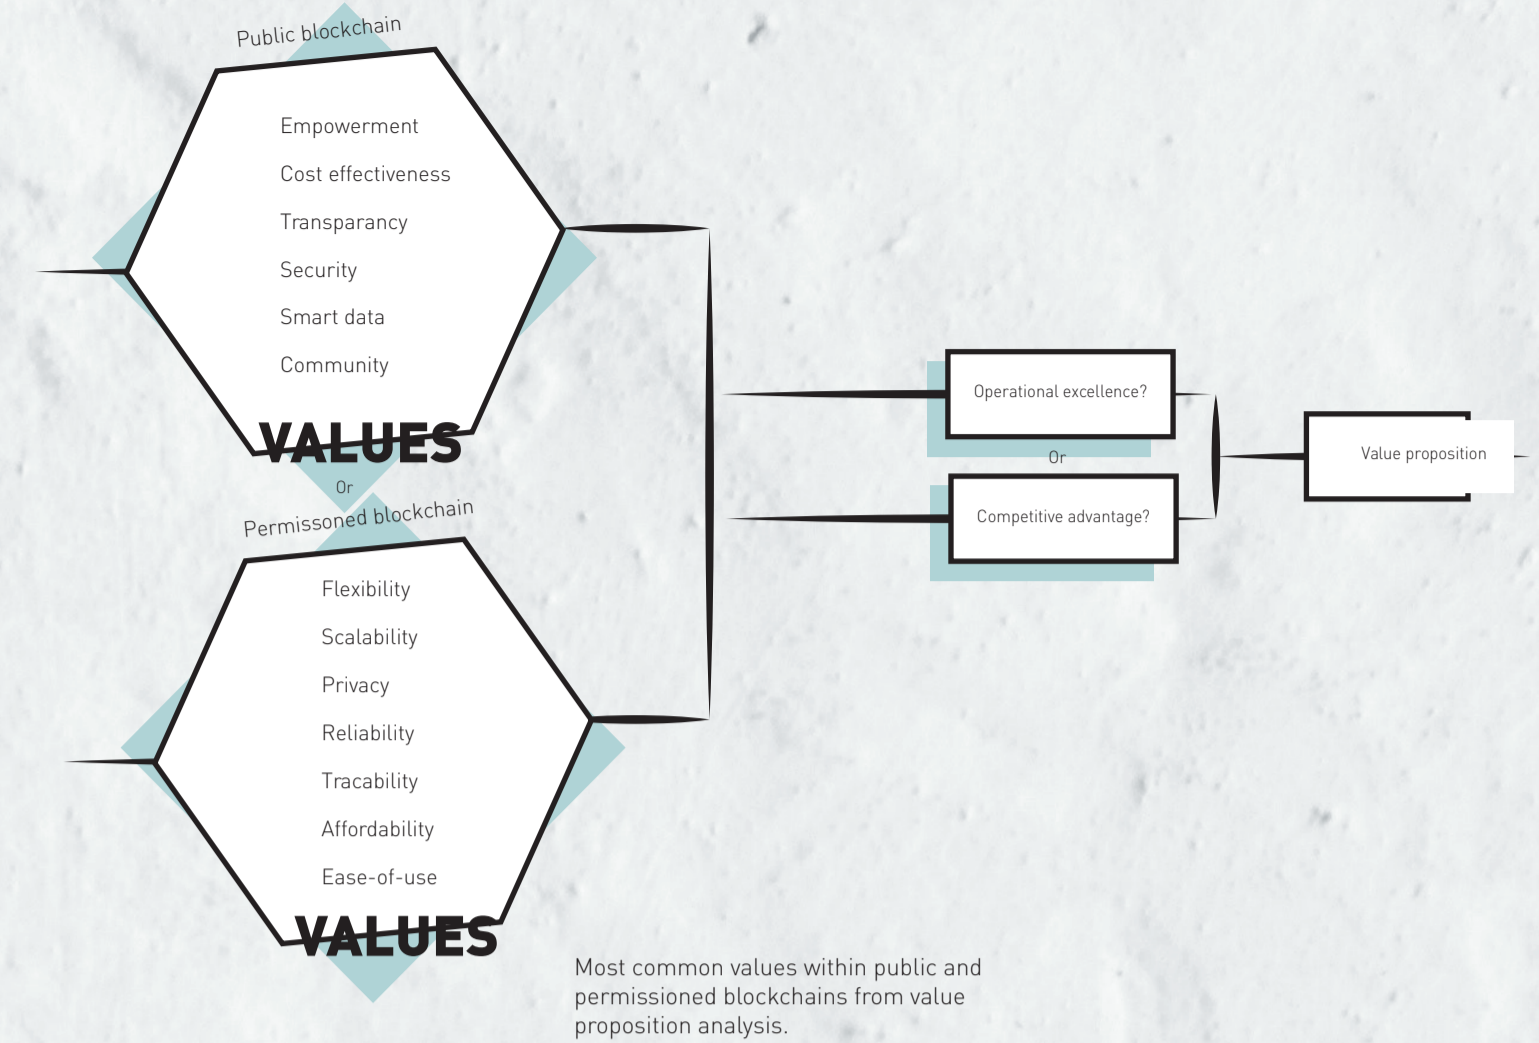 Public blockchain
Empowerment
Cost effectiveness
Transparancy
Security
Smart data
Community
VALUES
Or
Permissoned blockchain
Flexibility
Scalability
Privacy
Reliability
Tracability
Affordability
Ease-of-use
VALUES
Operational excellence?
Or
Competitive advantage?
Value proposition
Most common values within public and
permissioned blockchains from value
proposition analysis.